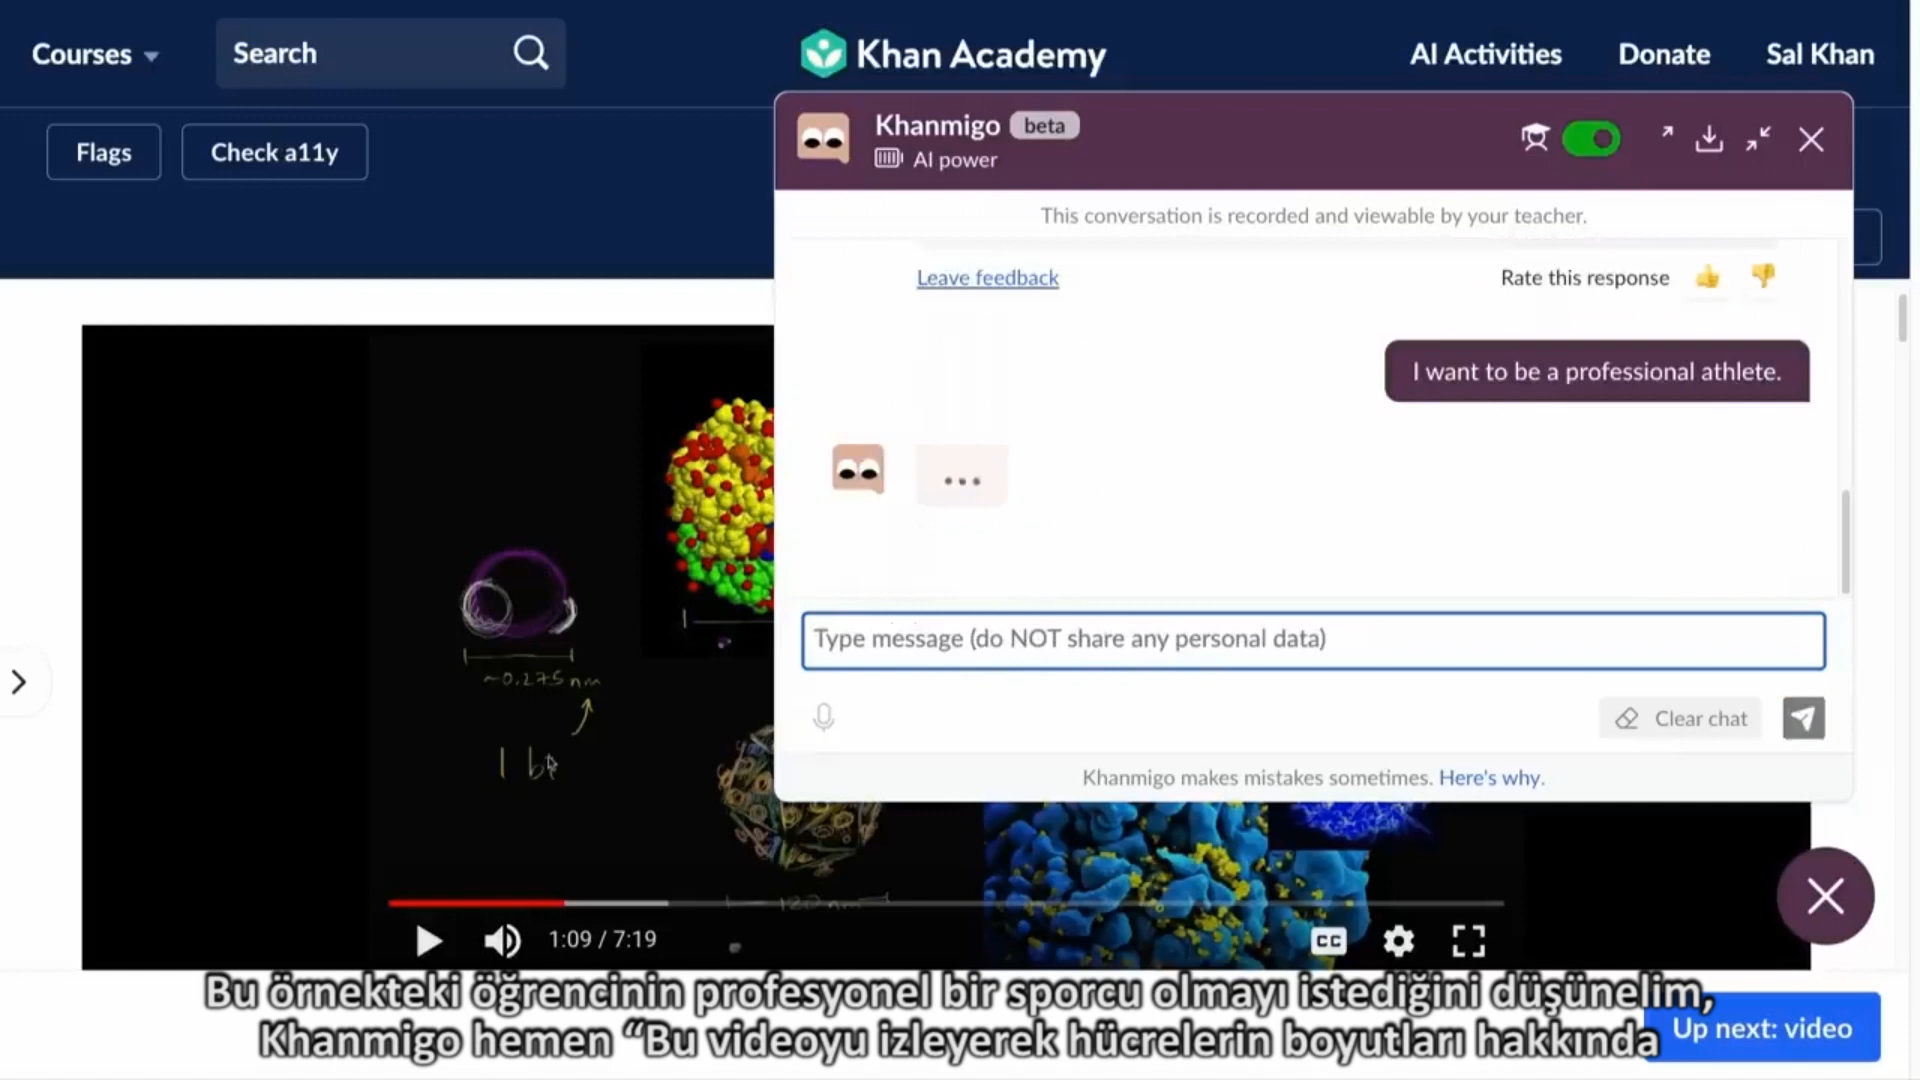 Courses
Search
Khan Academy
AI Activities
Donate
Sal Khan
Flags
Check a11y
Khanmigo beta
AI power
This conversation is recorded and viewable by your teacher.
Leave feedback
Rate this response
I want to be a professional athlete.
...
Type message (do NOT share any personal data)
Clear chat
Khanmigo makes mistakes sometimes. Here's why.
~0.275 nm
120 nm
1:09 / 7:19
CC
Bu örnekteki öğrencinin profesyonel bir sporcu olmayı istediğini düşünelim,
Khanmigo hemen “Bu videoyu izleyerek hücrelerin boyutları hakkında
Up next: video